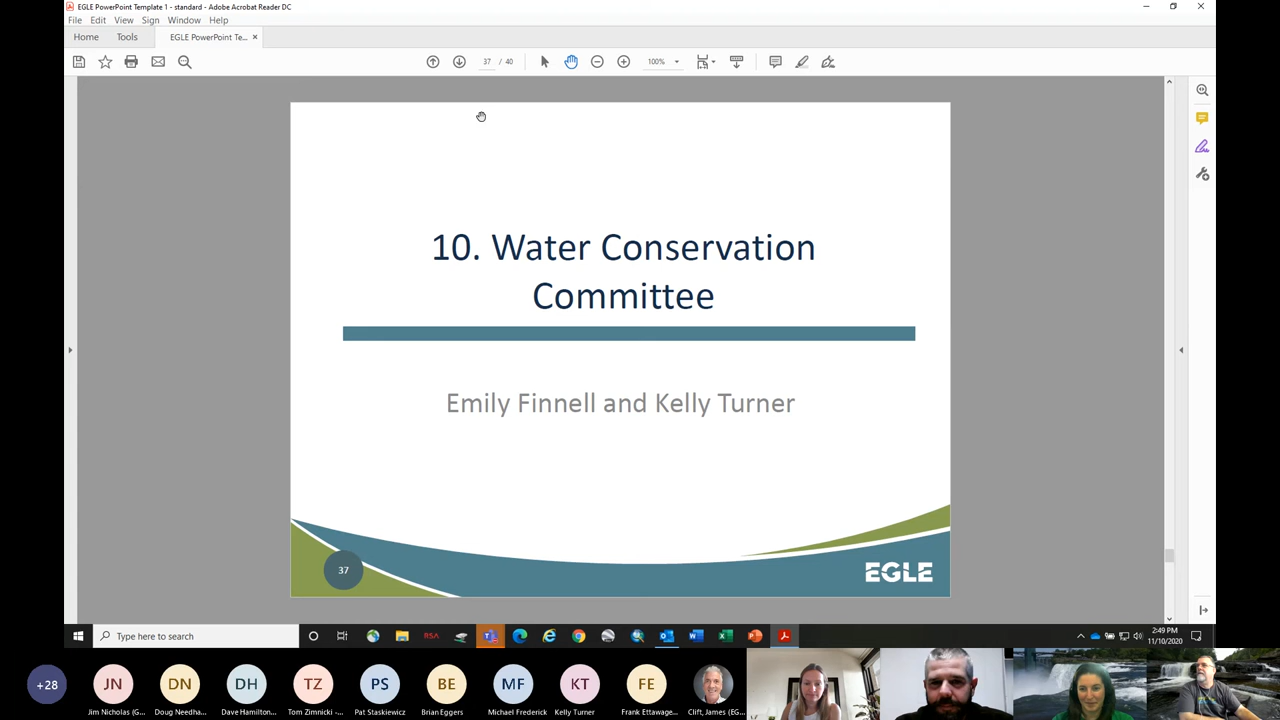 EGLE PowerPoint Template 1 - standard - Adobe Acrobat Reader DC
File Edit View Sign Window Help
Home Tools EGLE PowerPoint Te... ×
37 / 40 100%
10. Water Conservation
Committee
Emily Finnell and Kelly Turner
37
EGLE
Type here to search
RSA
2:49 PM
11/10/2020
+28 JN DN DH TZ PS BE MF KT FE
Jim Nicholas (G... Doug Needha... Dave Hamilton... Tom Zimnicki -... Pat Staskiewicz Brian Eggers Michael Frederick Kelly Turner Frank Ettawage... Clift, James (EG...